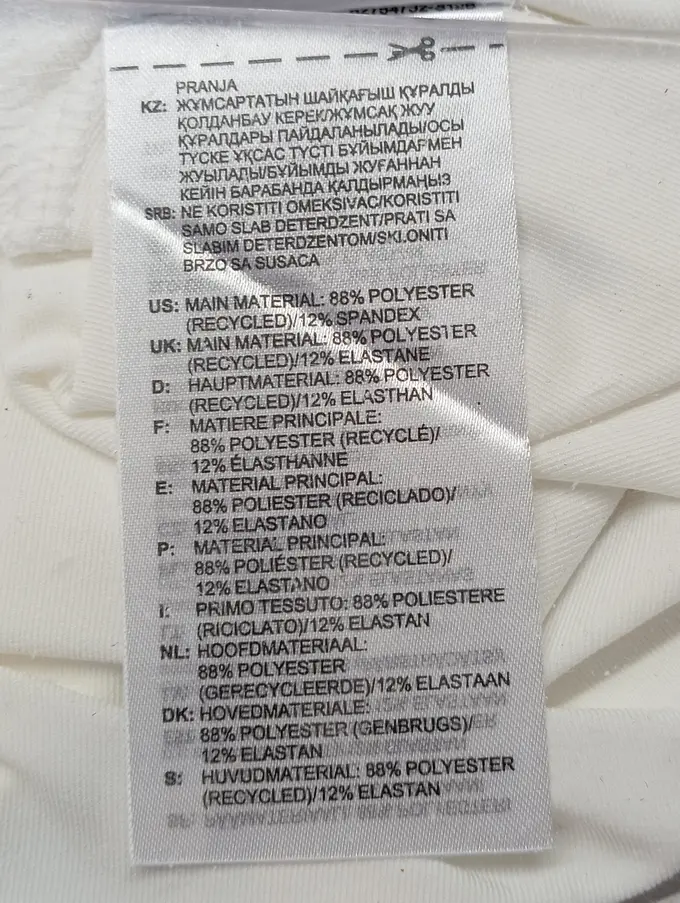 PRANJA
KZ: ЖҰМСАРТАТЫН ШАЙҚАҒЫШ ҚҰРАЛДЫ
ҚОЛДАНБАУ КЕРЕК/ЖҰМСАҚ ЖУУ
ҚҰРАЛДАРЫ ПАЙДАЛАНЫЛАДЫ/ОСЫ
ТҮСКЕ ҰҚСАС ТҮСТІ БҰЙЫМДАРМЕН
ЖУЫЛАДЫ/БҰЙЫМДЫ ЖУҒАННАН
КЕЙІН БАРАБАНДА ҚАЛДЫРМАҢЫЗ
SRB: NE KORISTITI OMEKSIVAC/KORISTITI
SAMO SLAB DETERDZENT/PRATI SA
SLABIM DETERDZENTOM/SKLONITI
BRZO SA SUSACA
US: MAIN MATERIAL: 88% POLYESTER
(RECYCLED)/12% SPANDEX
UK: MAIN MATERIAL: 88% POLYESTER
(RECYCLED)/12% ELASTANE
D: HAUPTMATERIAL: 88% POLYESTER
(RECYCLED)/12% ELASTHAN
F: MATIERE PRINCIPALE:
88% POLYESTER (RECYCLÉ)/
12% ÉLASTHANNE
E: MATERIAL PRINCIPAL:
88% POLIESTER (RECICLADO)/
12% ELASTANO
P: MATERIAL PRINCIPAL:
88% POLIÉSTER (RECYCLED)/
12% ELASTANO
I: PRIMO TESSUTO: 88% POLIESTERE
(RICICLATO)/12% ELASTAN
NL: HOOFDMATERIAAL:
88% POLYESTER
(GERECYCLEERDE)/12% ELASTAAN
DK: HOVEDMATERIALE:
88% POLYESTER (GENBRUGS)/
12% ELASTAN
S: HUVUDMATERIAL: 88% POLYESTER
(RECYCLED)/12% ELASTAN